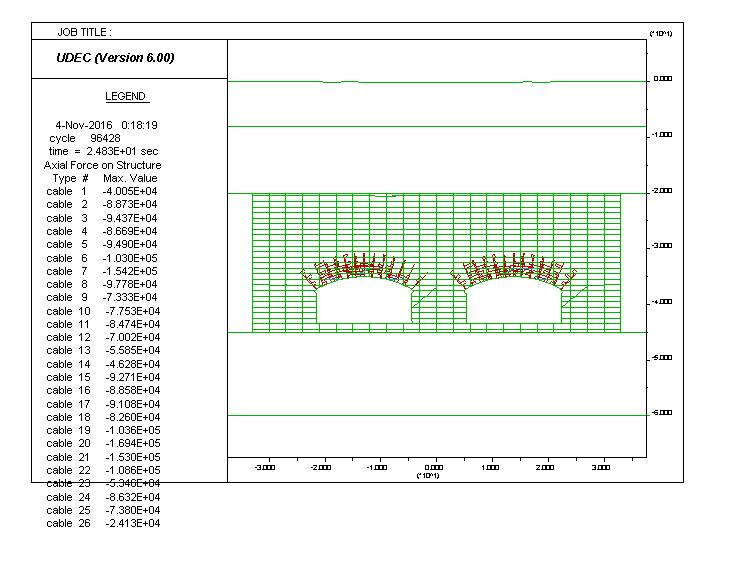 JOB TITLE :
UDEC (Version 6.00)
LEGEND
4-Nov-2016 0:18:19
cycle 96428
time = 2.483E+01 sec
Axial Force on Structure
Type # Max. Value
cable 1 -4.005E+04
cable 2 -8.873E+04
cable 3 -9.437E+04
cable 4 -8.669E+04
cable 5 -9.490E+04
cable 6 -1.030E+05
cable 7 -1.542E+05
cable 8 -9.778E+04
cable 9 -7.333E+04
cable 10 -7.753E+04
cable 11 -8.474E+04
cable 12 -7.002E+04
cable 13 -5.585E+04
cable 14 -4.628E+04
cable 15 -9.271E+04
cable 16 -8.858E+04
cable 17 -9.108E+04
cable 18 -8.260E+04
cable 19 -1.036E+05
cable 20 -1.694E+05
cable 21 -1.530E+05
cable 22 -1.086E+05
cable 23 -5.346E+04
cable 24 -8.632E+04
cable 25 -7.380E+04
cable 26 -2.413E+04
(*10^1)
0.000
-1.000
-2.000
-3.000
-4.000
-5.000
-6.000
-3.000 -2.000 -1.000 0.000 1.000 2.000 3.000
(*10^1)